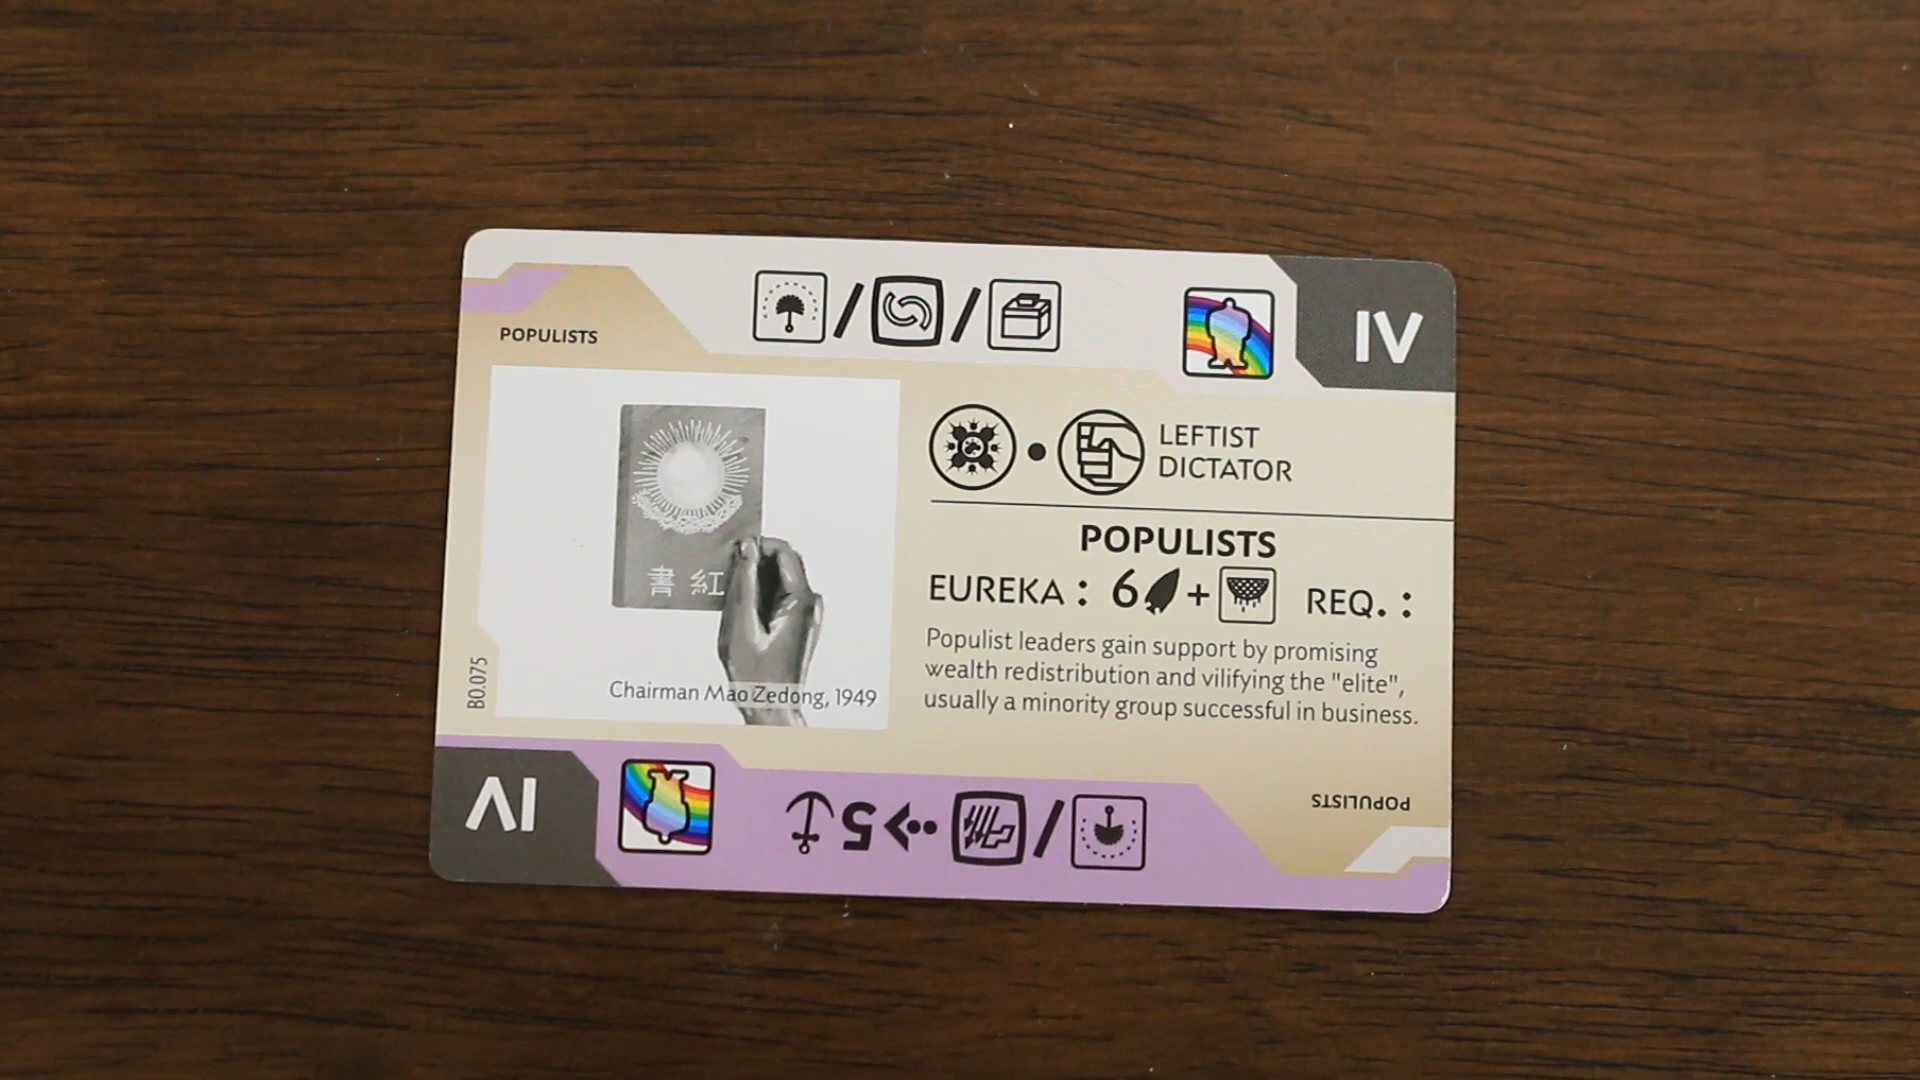 POPULISTS
IV
LEFTIST
DICTATOR
POPULISTS
EUREKA : 6 + REQ. :
Populist leaders gain support by promising
wealth redistribution and vilifying the "elite",
usually a minority group successful in business.
書 紅
Chairman Mao Zedong, 1949
B0.075
IV
5
POPULISTS